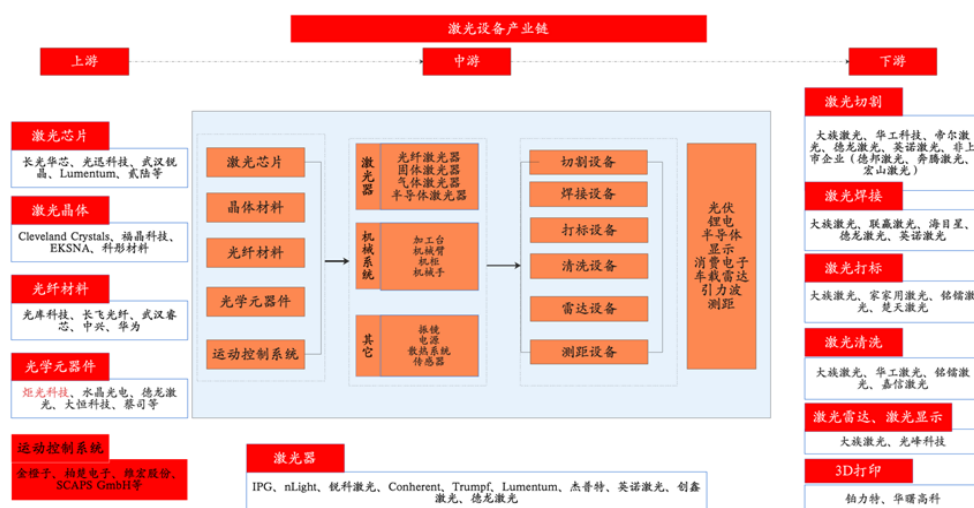 激光设备产业链
上游
中游
下游
激光芯片
长光华芯、光迅科技、武汉锐
晶、Lumentum、贰陆等
激光晶体
Cleveland Crystals、福晶科技、
EKSNA、科彤材料
光纤材料
光库科技、长飞光纤、武汉睿
芯、中兴、华为
光学元器件
炬光科技、水晶光电、德龙激
光、大恒科技、蔡司等
运动控制系统
金橙子、柏楚电子、维宏股份、
SCAPS GmbH等
激光芯片
晶体材料
光纤材料
光学元器件
运动控制系统
激光器
光纤激光器
固体激光器
气体激光器
半导体激光器
机械系统
加工台
机械臂
机柜
机械手
其它
振镜
电源
散热系统
传感器
切割设备
焊接设备
打标设备
清洗设备
雷达设备
测距设备
光伏
锂电
半导体
显示
消费电子
车载雷达
引力波
测距
激光器
IPG、nLight、锐科激光、Conherent、Trumpf、Lumentum、杰普特、英诺激光、创鑫
激光、德龙激光
激光切割
大族激光、华工科技、帝尔激
光、德龙激光、英诺激光、非上
市企业（德邦激光、奔腾激光、
宏山激光）
激光焊接
大族激光、联赢激光、海目星、
德龙激光、英诺激光
激光打标
大族激光、家家用激光、铭镭激
光、楚天激光
激光清洗
大族激光、华工激光、铭镭激
光、嘉信激光
激光雷达、激光显示
大族激光、光峰科技
3D打印
铂力特、华曙高科